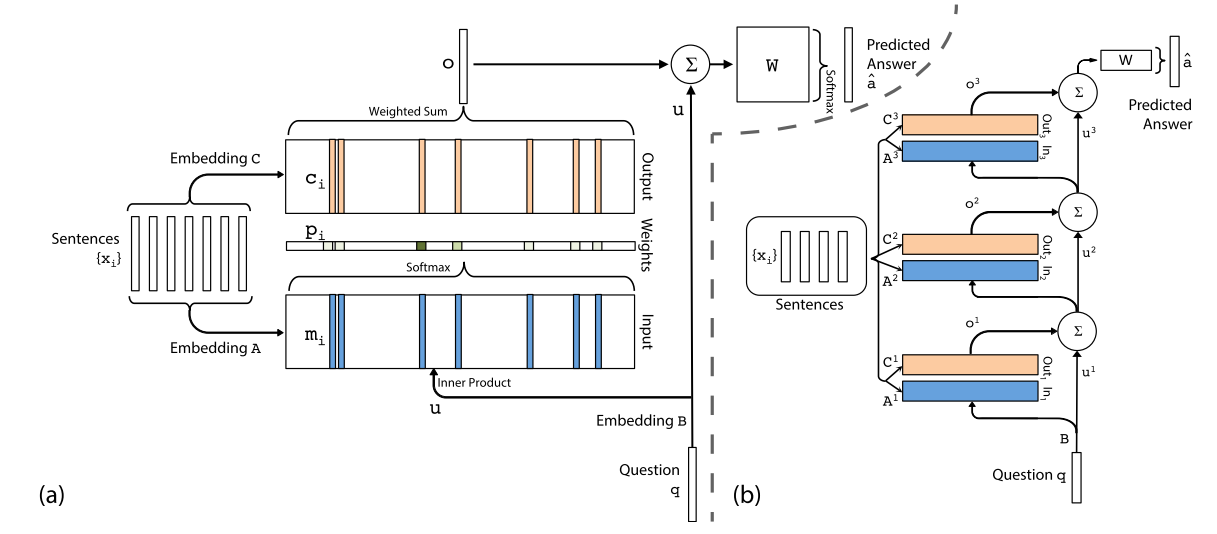 o
Σ
W
Softmax
Predicted
Answer
â
u
Weighted Sum
Embedding C
c_i
Output
Sentences
{x_i}
p_i
Weights
Softmax
m_i
Input
Embedding A
Inner Product
u
Embedding B
Question
q
(a)
W
â
Predicted
Answer
Σ
o³
C³
Out₃
A³
In₃
u³
Σ
o²
C²
Out₂
A²
In₂
u²
{x_i}
Sentences
Σ
o¹
C¹
Out₁
A¹
In₁
u¹
B
Question q
(b)